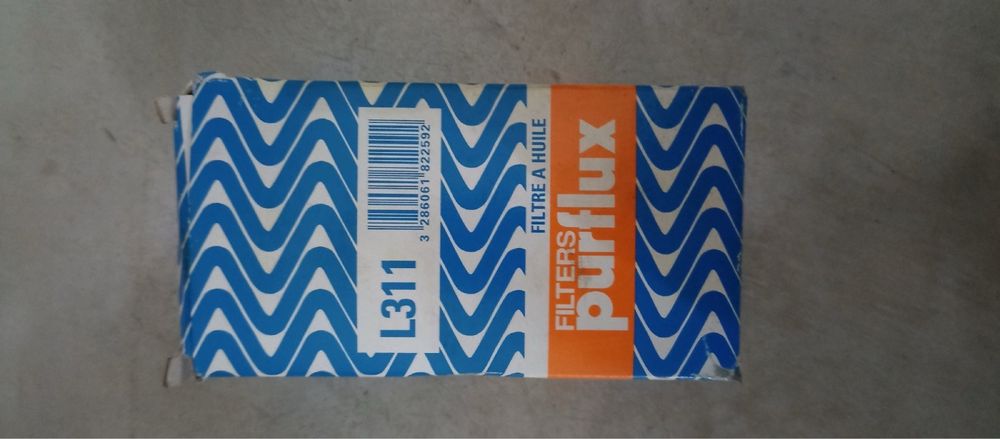 L311
3 286061 822592
FILTRE A HUILE
FILTERS
purflux